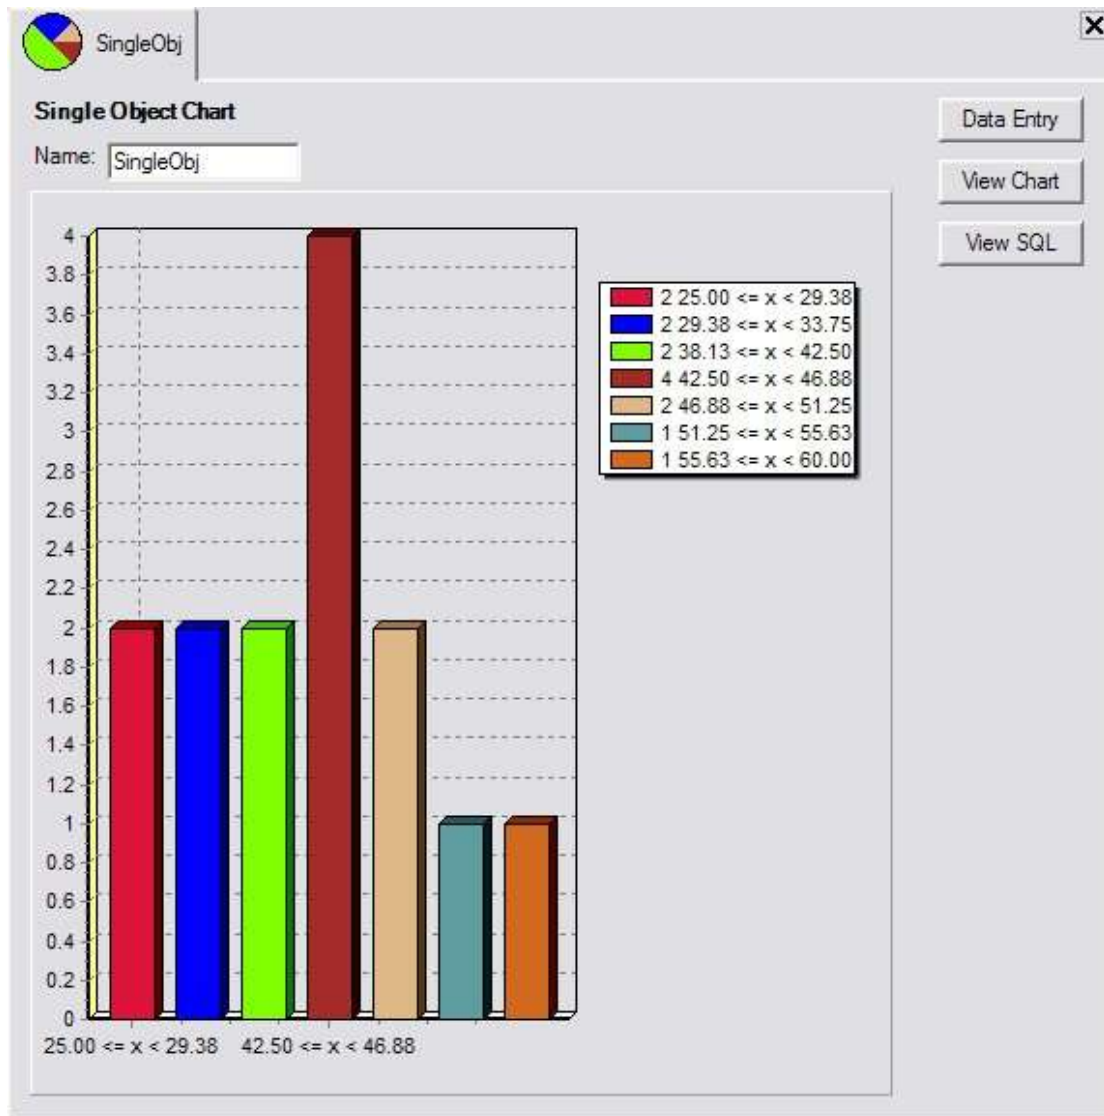 SingleObj
Single Object Chart
Name: SingleObj
Data Entry
View Chart
View SQL
4
3.8
3.6
3.4
3.2
3
2.8
2.6
2.4
2.2
2
1.8
1.6
1.4
1.2
1
0.8
0.6
0.4
0.2
0
25.00 <= x < 29.38 42.50 <= x < 46.88
2 25.00 <= x < 29.38
2 29.38 <= x < 33.75
2 38.13 <= x < 42.50
4 42.50 <= x < 46.88
2 46.88 <= x < 51.25
1 51.25 <= x < 55.63
1 55.63 <= x < 60.00